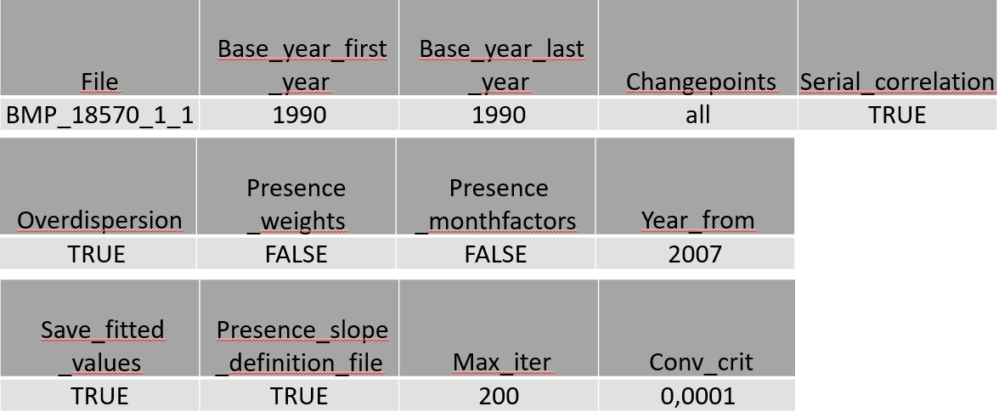 Base_year_first Base_year_last
File _year _year Changepoints Serial_correlation
BMP_18570_1_1 1990 1990 all TRUE
Presence Presence
Overdispersion _weights _monthfactors Year_from
TRUE FALSE FALSE 2007
Save_fitted Presence_slope
_values _definition_file Max_iter Conv_crit
TRUE TRUE 200 0,0001